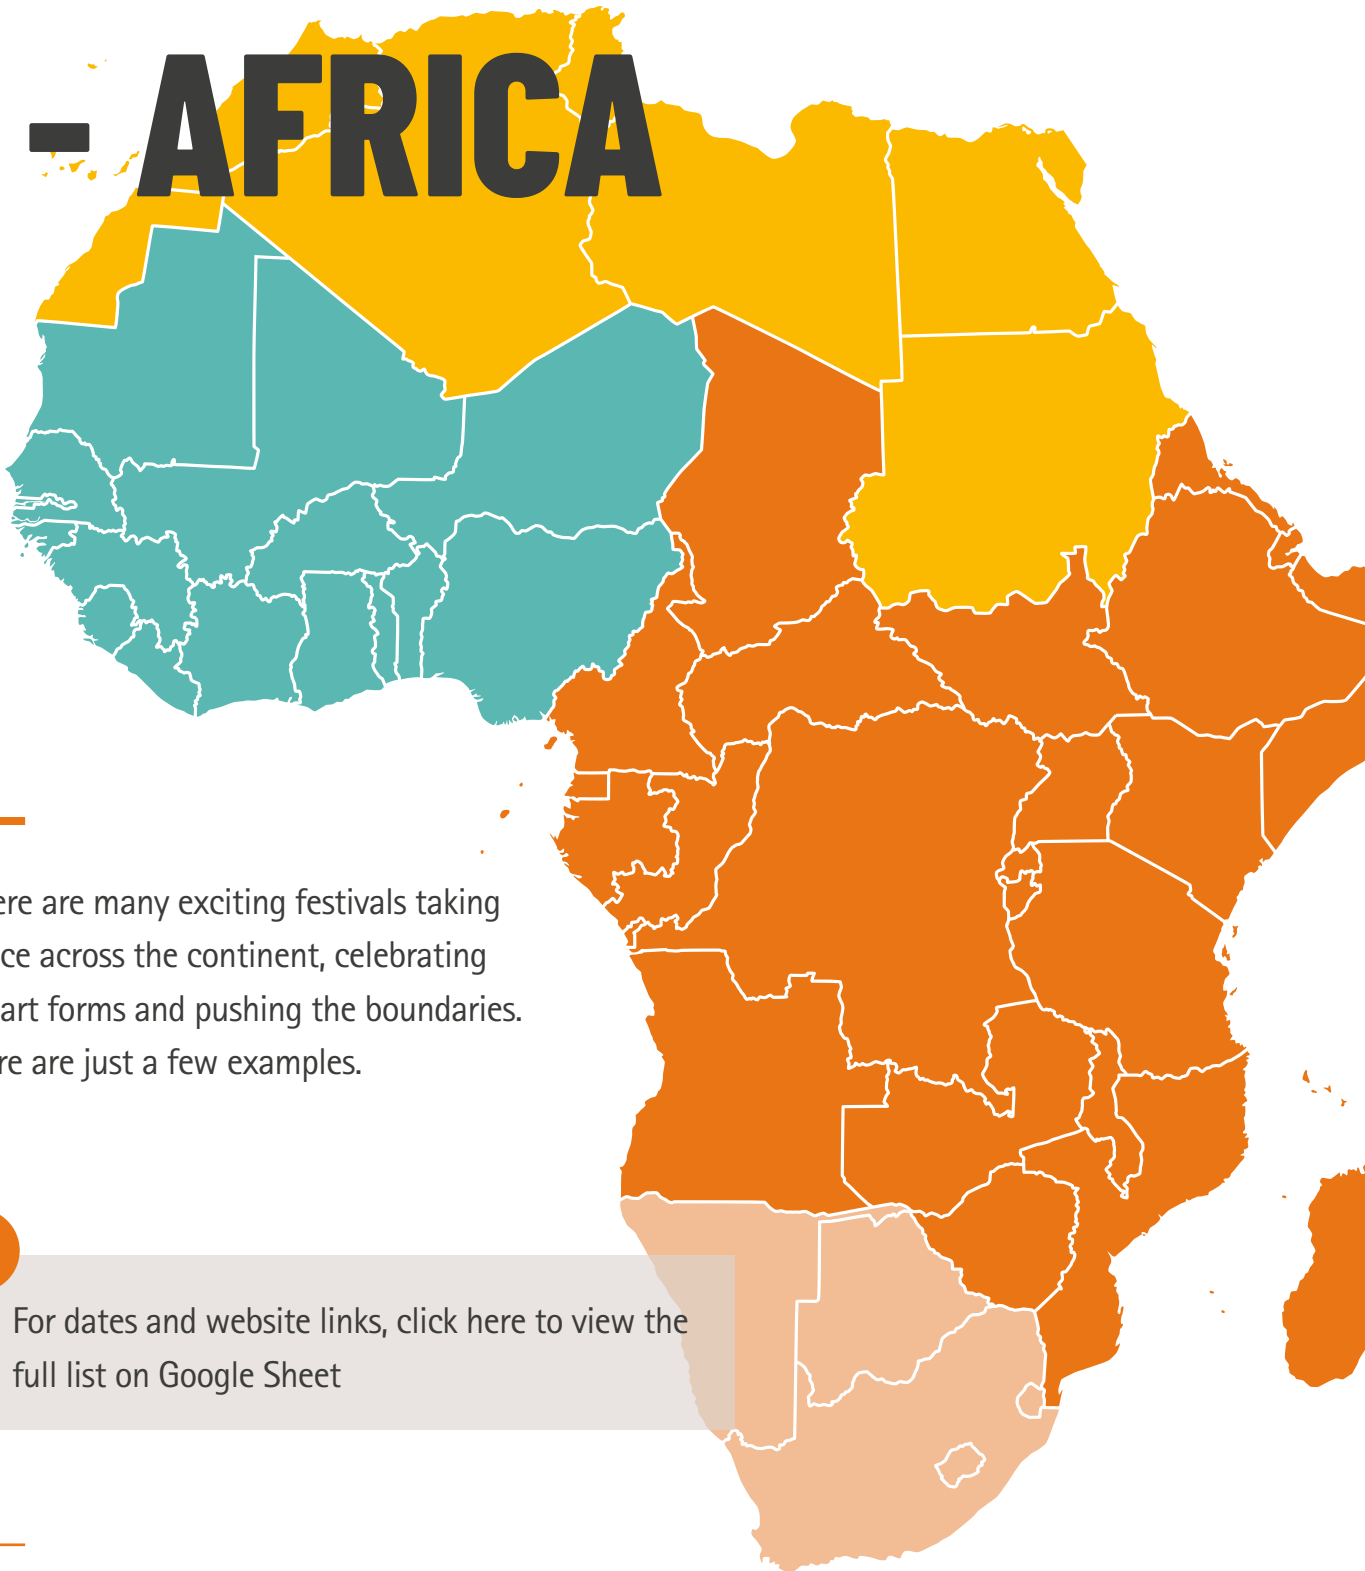 - AFRICA
ere are many exciting festivals taking
ce across the continent, celebrating
art forms and pushing the boundaries.
re are just a few examples.
For dates and website links, click here to view the
full list on Google Sheet